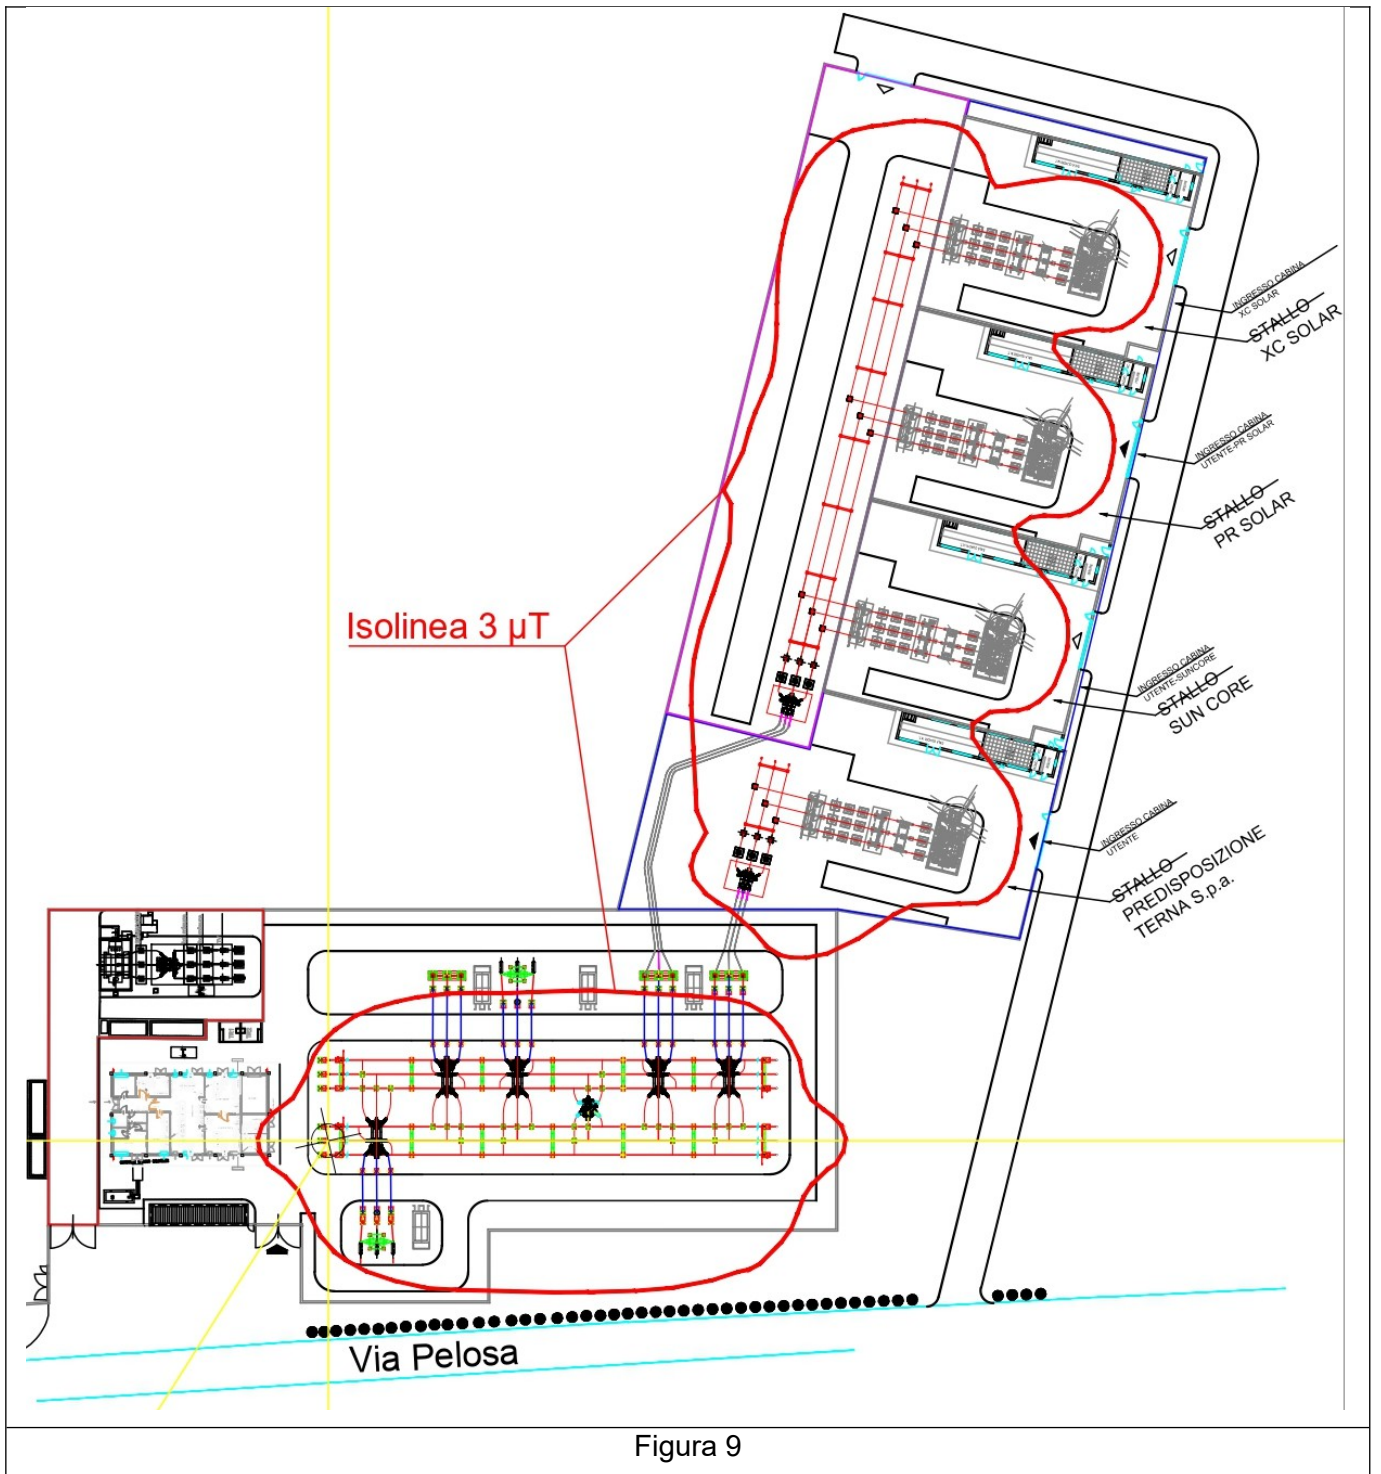 INGRESSO CABINA
XC SOLAR
STALLO
XC SOLAR
INGRESSO CABINA
UTENTE-PR SOLAR
STALLO
PR SOLAR
Isolinea 3 µT
INGRESSO CABINA
UTENTE-SUNCORE
STALLO
SUN CORE
INGRESSO CABINA
UTENTE
STALLO
PREDISPOSIZIONE
TERNA S.p.a.
Via Pelosa
Figura 9